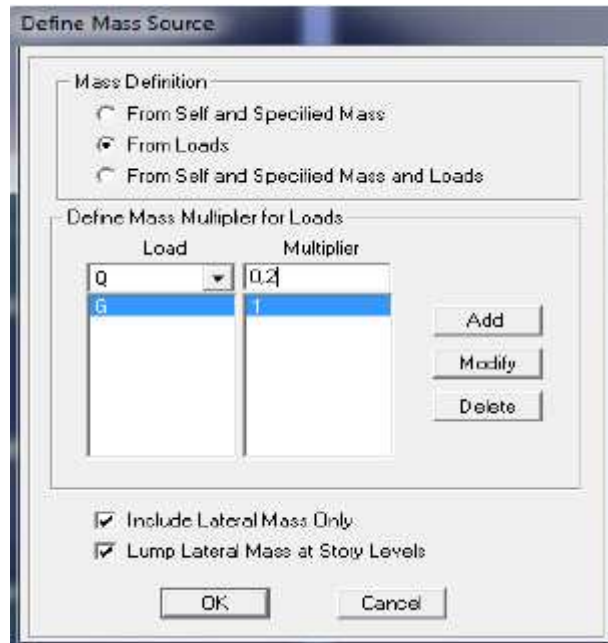 Define Mass Source
Mass Definition
From Self and Specified Mass
From Loads
From Self and Specified Mass and Loads
Define Mass Multiplier for Loads
Load Multiplier
Q 0,2
G 1
Add
Modify
Delete
Include Lateral Mass Only
Lump Lateral Mass at Story Levels
OK Cancel